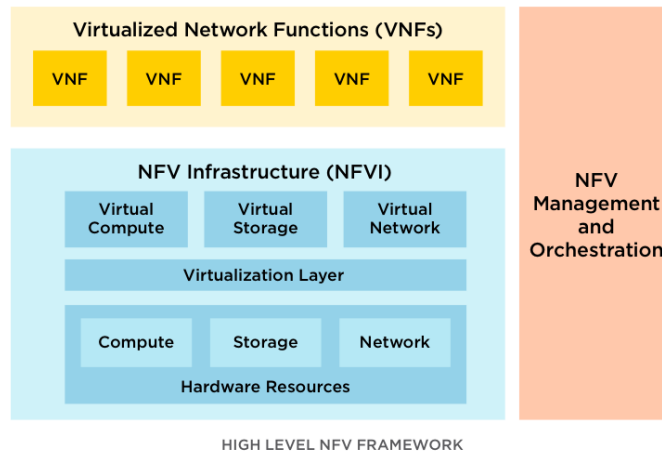 Virtualized Network Functions (VNFs)
VNF VNF VNF VNF VNF
NFV Infrastructure (NFVI)
Virtual
Compute
Virtual
Storage
Virtual
Network
Virtualization Layer
Compute Storage Network
Hardware Resources
NFV
Management
and
Orchestration
HIGH LEVEL NFV FRAMEWORK